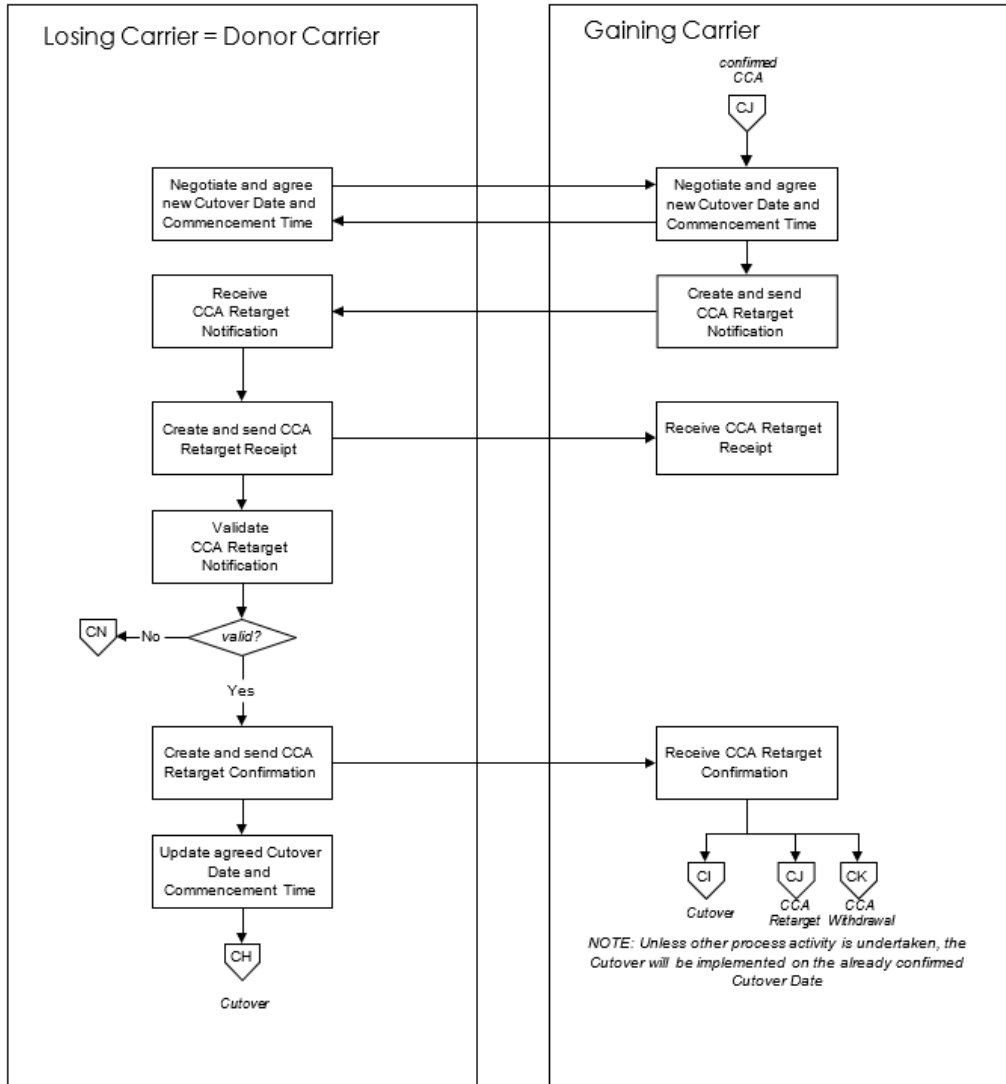 Losing Carrier = Donor Carrier
Gaining Carrier
confirmed
CCA
CJ
Negotiate and agree
new Cutover Date and
Commencement Time
Negotiate and agree
new Cutover Date and
Commencement Time
Receive
CCA Retarget
Notification
Create and send
CCA Retarget
Notification
Create and send CCA
Retarget Receipt
Receive CCA Retarget
Receipt
Validate
CCA Retarget
Notification
CN
No
valid?
Yes
Create and send CCA
Retarget Confirmation
Receive CCA Retarget
Confirmation
Update agreed Cutover
Date and
Commencement Time
CH
Cutover
CI
Cutover
CJ
CCA
Retarget
CK
CCA
Withdrawal
NOTE: Unless other process activity is undertaken, the
Cutover will be implemented on the already confirmed
Cutover Date